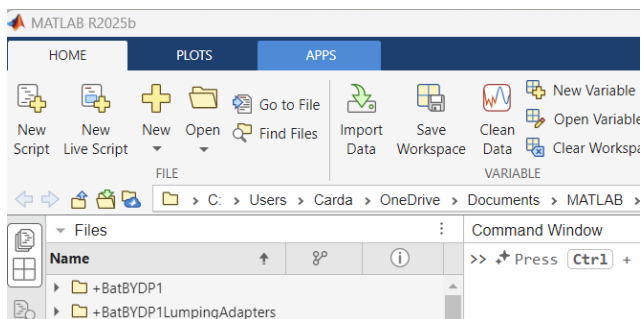 MATLAB R2025b
HOME PLOTS APPS
New Script
New Live Script
New
Open
Go to File
Find Files
Import Data
Save Workspace
Clean Data
New Variable
Open Variable
Clear Workspa
FILE VARIABLE
> C: > Users > Carda > OneDrive > Documents > MATLAB >
Files Command Window
Name
>> Press Ctrl +
+BatBYDP1
+BatBYDP1LumpingAdapters